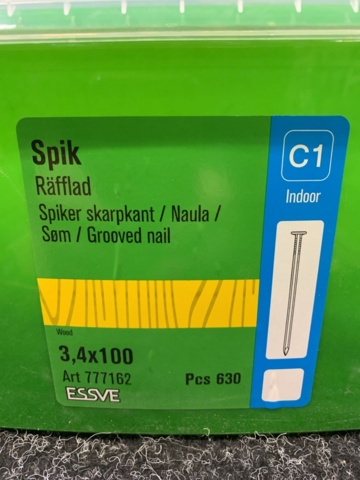 Spik
Räfflad
Spiker skarpkant / Naula /
Søm / Grooved nail
C1
Indoor
Wood
3,4x100
Art 777162
Pcs 630
ESSVE